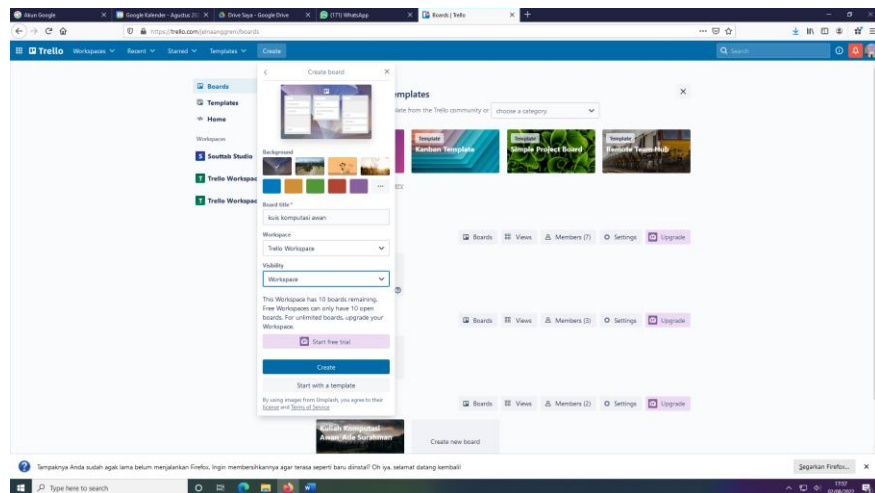 Akun Google
Google Kalender - Agustus 20
Drive Saya - Google Drive
(171) WhatsApp
Boards | Trello
https://trello.com/
Trello
Workspaces
Recent
Starred
Templates
Create
Search
Boards
Templates
Home
Workspaces
Souttab Studio
Trello Workspac
Trello Workspac
Create board
Background
Board title*
kuis komputasi awan
Workspace
Trello Workspace
Visibility
Workspace
This Workspace has 10 boards remaining.
Free Workspaces can only have 10 open
boards. For unlimited boards, upgrade your
Workspace.
Start free trial
Create
Start with a template
By using images from Unsplash, you agree to their
license and Terms of Service
mplates
late from the Trello community or
choose a category
Template
Kanban Template
Template
Simple Project Board
Template
Remote Team Hub
Boards
Views
Members (7)
Settings
Upgrade
Boards
Views
Members (3)
Settings
Upgrade
Boards
Views
Members (2)
Settings
Upgrade
Kuliah Komputasi
Awan_Ade Surahman
Create new board
Tampaknya Anda sudah agak lama belum menjalankan Firefox. Ingin membersihkannya agar terasa seperti baru diinstal? Oh iya, selamat datang kembali!
Segarkan Firefox...
Type here to search
17:57
02/08/2022